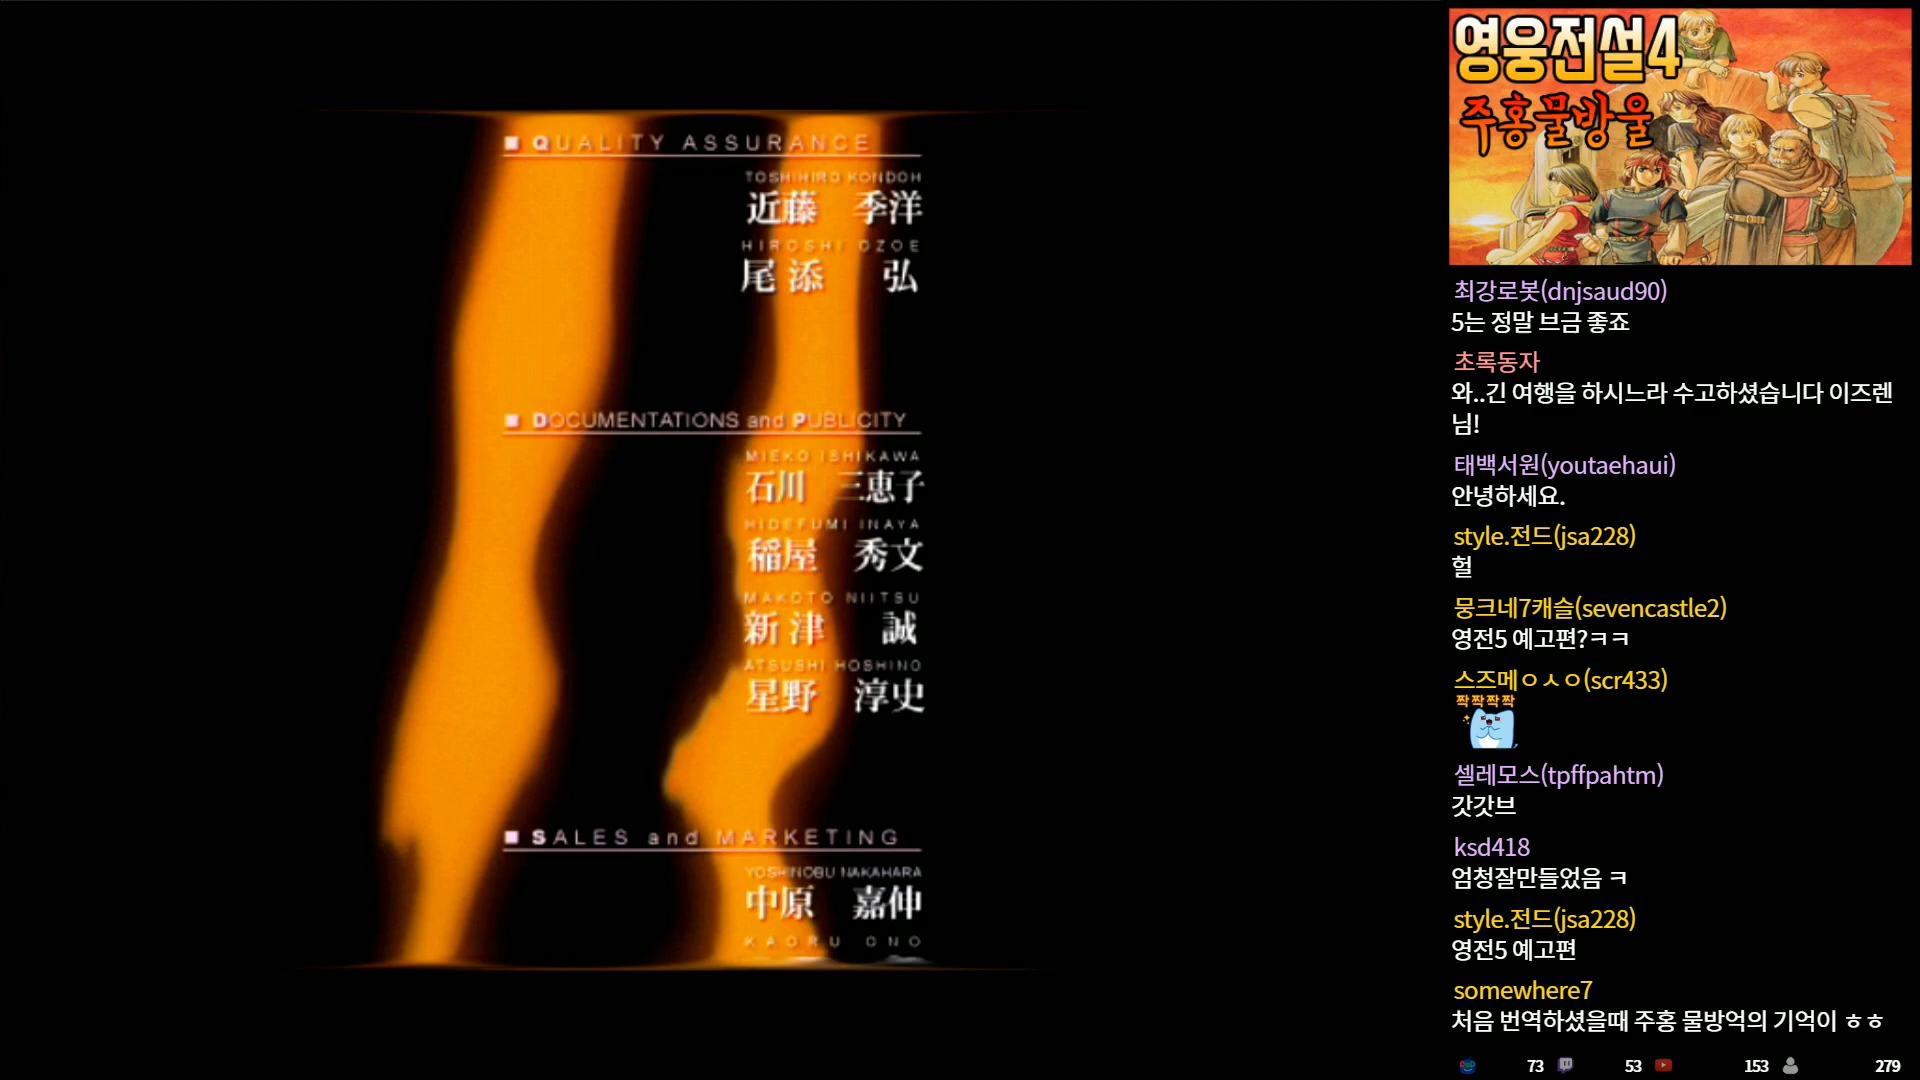 ■ QUALITY ASSURANCE
TOSHIHIRO KONDOH
近藤 季洋
HIROSHI OZOE
尾添 弘
■ DOCUMENTATIONS and PUBLICITY
MIEKO ISHIKAWA
石川 三恵子
HIDEFUMI INAYA
稲屋 秀文
MAKOTO NIITSU
新津 誠
ATSUSHI HOSHINO
星野 淳史
■ SALES and MARKETING
YOSHINOBU NAKAHARA
中原 嘉伸
KAORU ONO
영웅전설4
주홍물방울
최강로봇(dnjsaud90)
5는 정말 브금 좋죠
초록동자
와..긴 여행을 하시느라 수고하셨습니다 이즈렌
님!
태백서원(youtaehaui)
안녕하세요.
style.전드(jsa228)
헐
뭉크네7캐슬(sevencastle2)
영전5 예고편?ㅋㅋ
스즈메ㅇㅅㅇ(scr433)
짝짝짝짝
셀레모스(tpffpahtm)
갓갓브
ksd418
엄청잘만들었음 ㅋ
style.전드(jsa228)
영전5 예고편
somewhere7
처음 번역하셨을때 주홍 물방억의 기억이 ㅎㅎ
73 53 153 279